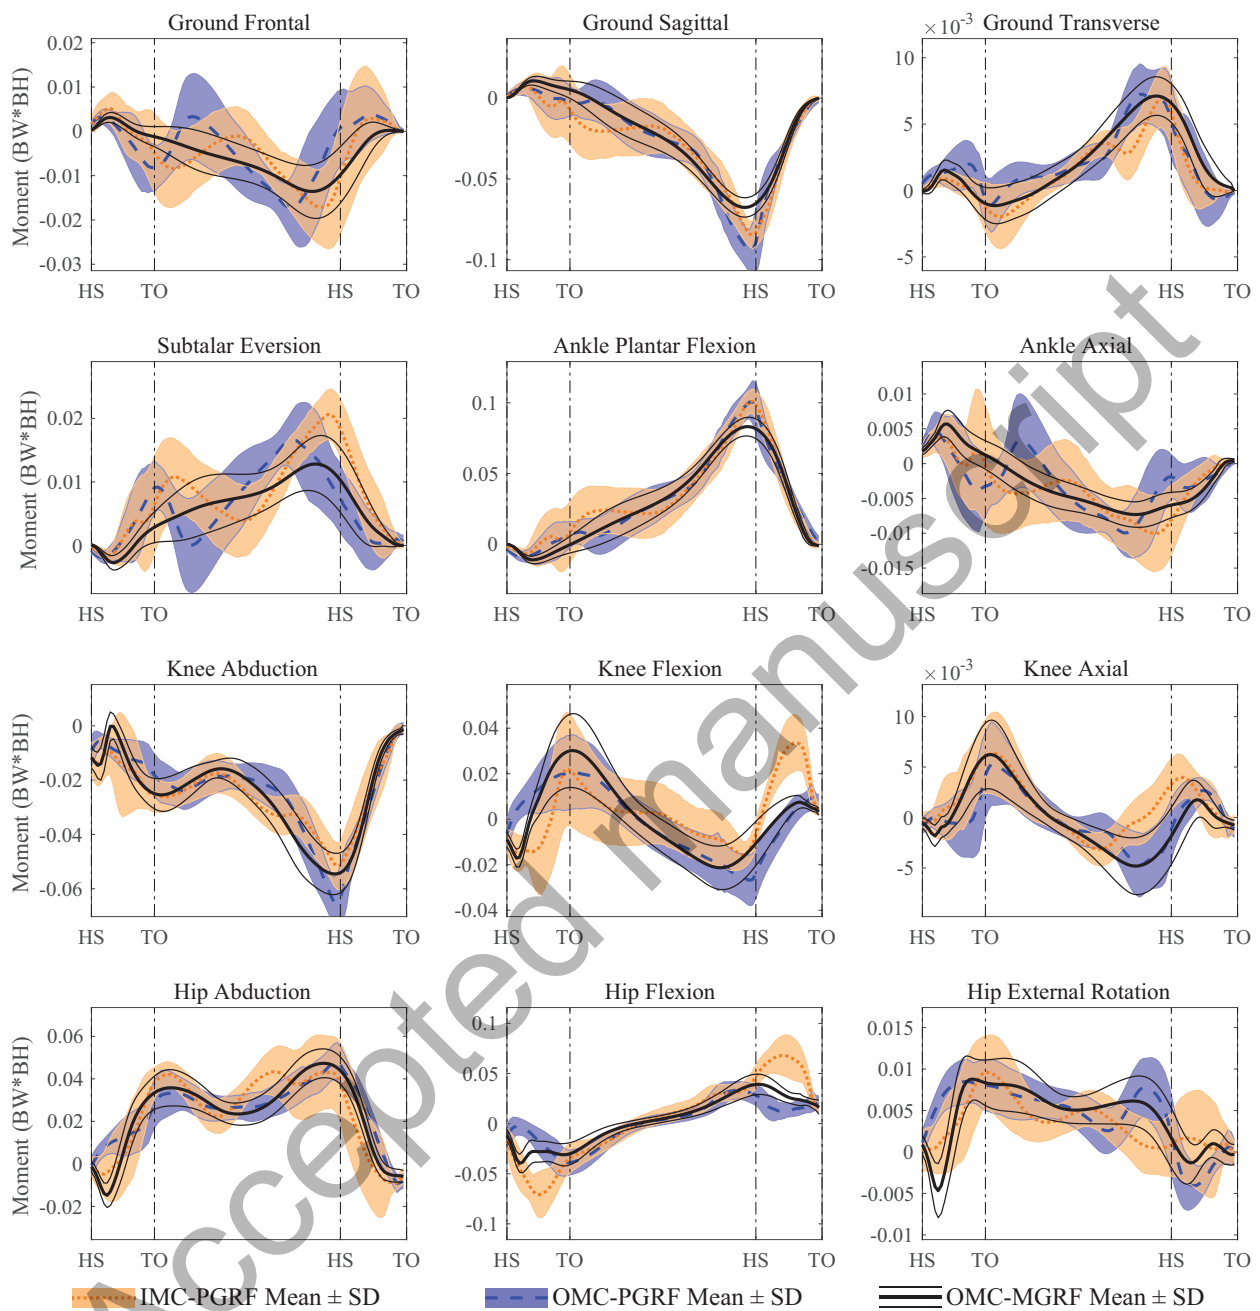 Ground Frontal Ground Sagittal Ground Transverse
×10⁻³
0.02 0 10
0.01
0 -0.05 5
-0.01
-0.02 0
-0.03 -0.1 -5
Moment (BW*BH)
HS TO HS TO HS TO HS TO HS TO HS TO
Subtalar Eversion Ankle Plantar Flexion Ankle Axial
0.02 0.1 0.01
0.005
0.01 0.05 0
-0.005
0 0 -0.01
-0.015
Moment (BW*BH)
HS TO HS TO HS TO HS TO HS TO HS TO
Knee Abduction Knee Flexion Knee Axial
×10⁻³
0 0.04 10
-0.02 0.02 5
-0.04 0 0
-0.02
-0.06 -0.04 -5
Moment (BW*BH)
HS TO HS TO HS TO HS TO HS TO HS TO
Hip Abduction Hip Flexion Hip External Rotation
0.06 0.1 0.015
0.04 0.05 0.01
0.02 0 0.005
0 -0.05 0
-0.02 -0.1 -0.005
-0.01
Moment (BW*BH)
HS TO HS TO HS TO HS TO HS TO HS TO
IMC-PGRF Mean ± SD OMC-PGRF Mean ± SD OMC-MGRF Mean ± SD
Accepted manuscript